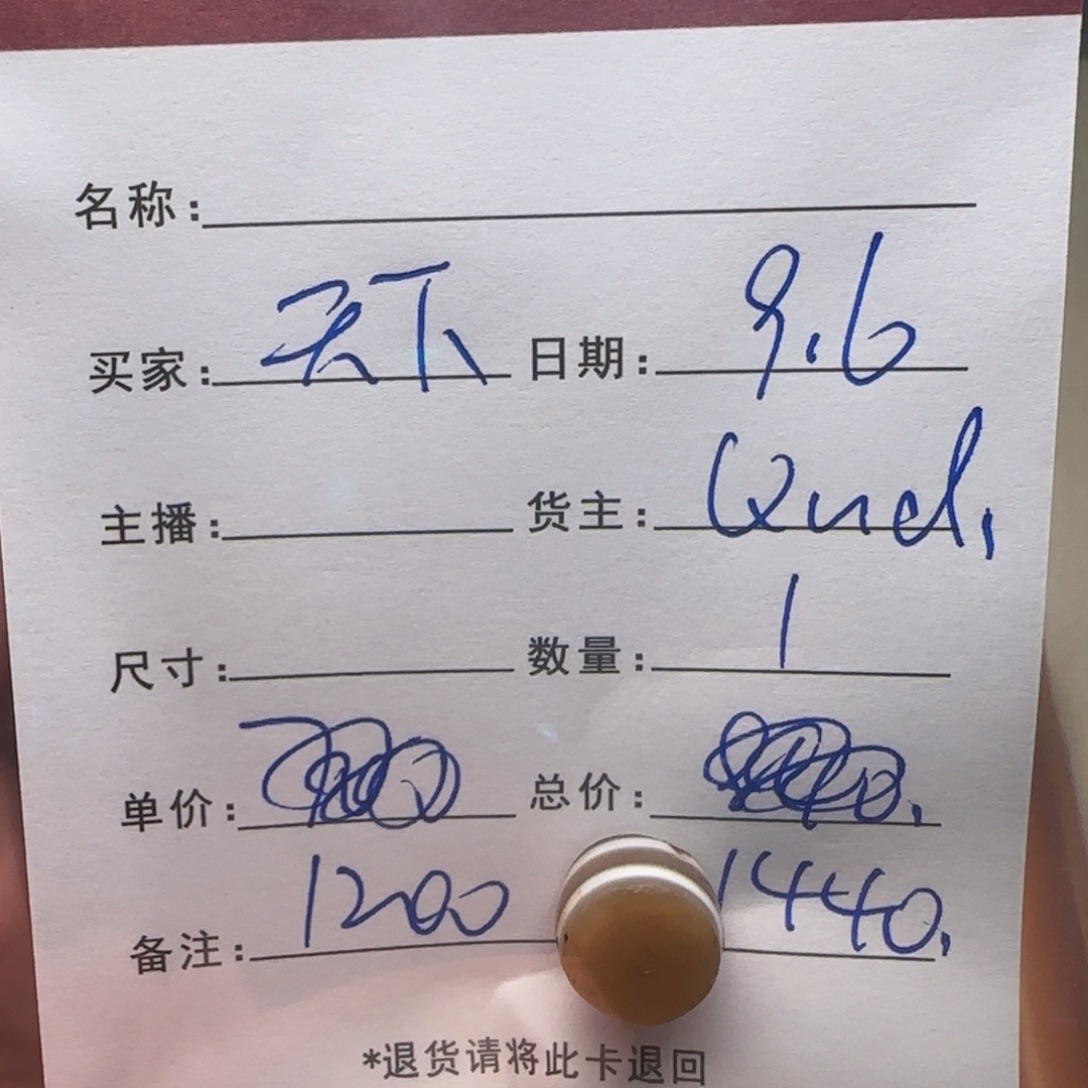 名称:
买家: 天下 日期: 9.6
主播: 货主:
尺寸: 数量: 1
单价: 总价:
备注: 1200 1440.
*退货请将此卡退回